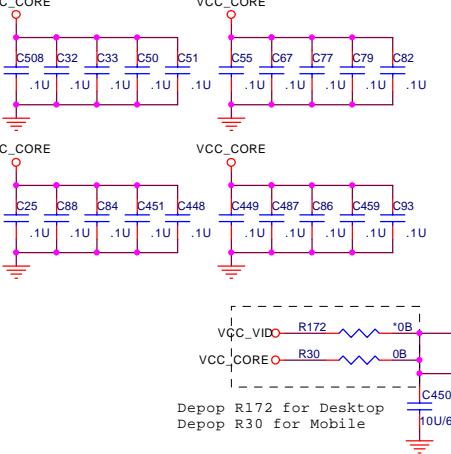 C_CORE VCC_CORE
C508 C32 C33 C50 C51 C55 C67 C77 C79 C82
.1U .1U .1U .1U .1U .1U .1U .1U .1U .1U
C_CORE VCC_CORE
C25 C88 C84 C451 C448 C449 C487 C86 C459 C93
.1U .1U .1U .1U .1U .1U .1U .1U .1U .1U
VCC_VID R172 *0B
VCC_CORE R30 0B
C450
Depop R172 for Desktop
10U/6
Depop R30 for Mobile